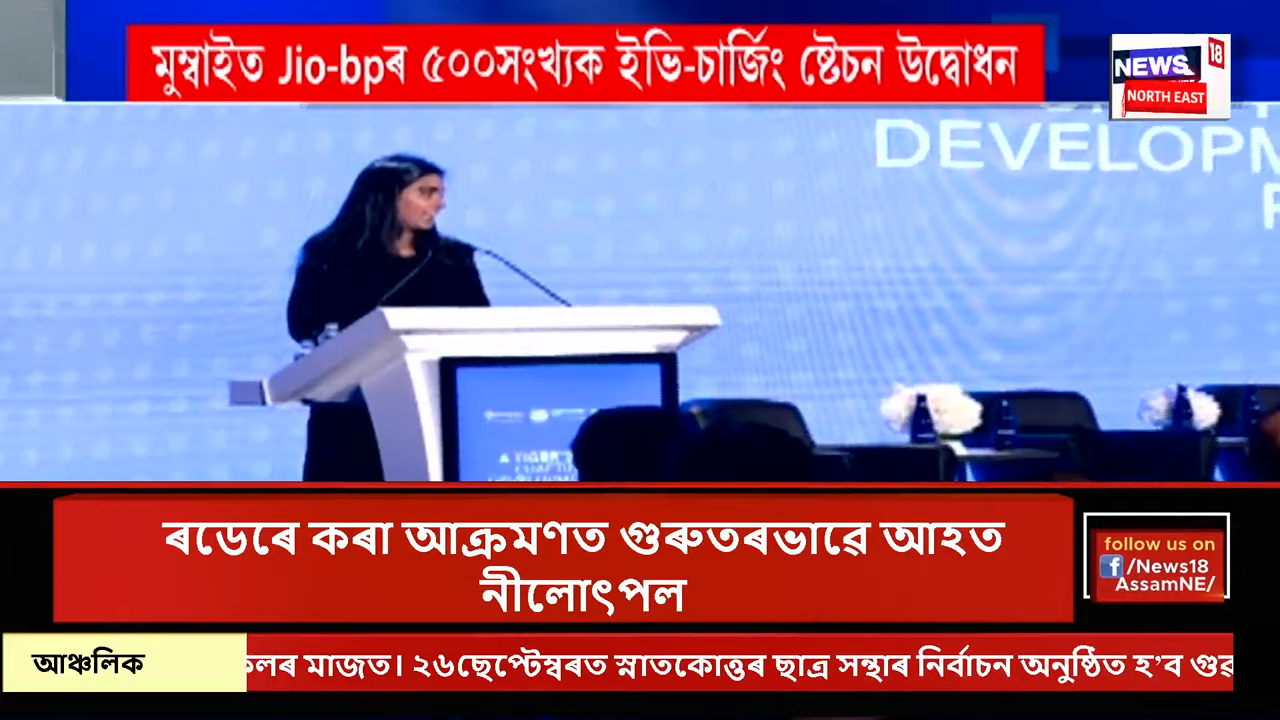 মুম্বাইত Jio-bpৰ ৫০০সংখ্যক ইভি-চার্জিং ষ্টেচন উদ্বোধন
NEWS 18
NORTH EAST
DEVELOPM
A TIGER'S
ৰডেৰে কৰা আক্ৰমণত গুৰুতৰভাৱে আহত
নীলোৎপল
follow us on
f /News18
AssamNE/
আঞ্চলিক
কলৰ মাজত। ২৬ছেপ্টেম্বৰত স্নাতকোত্তৰ ছাত্ৰ সন্থাৰ নিৰ্বাচন অনুষ্ঠিত হ'ব গুৱ